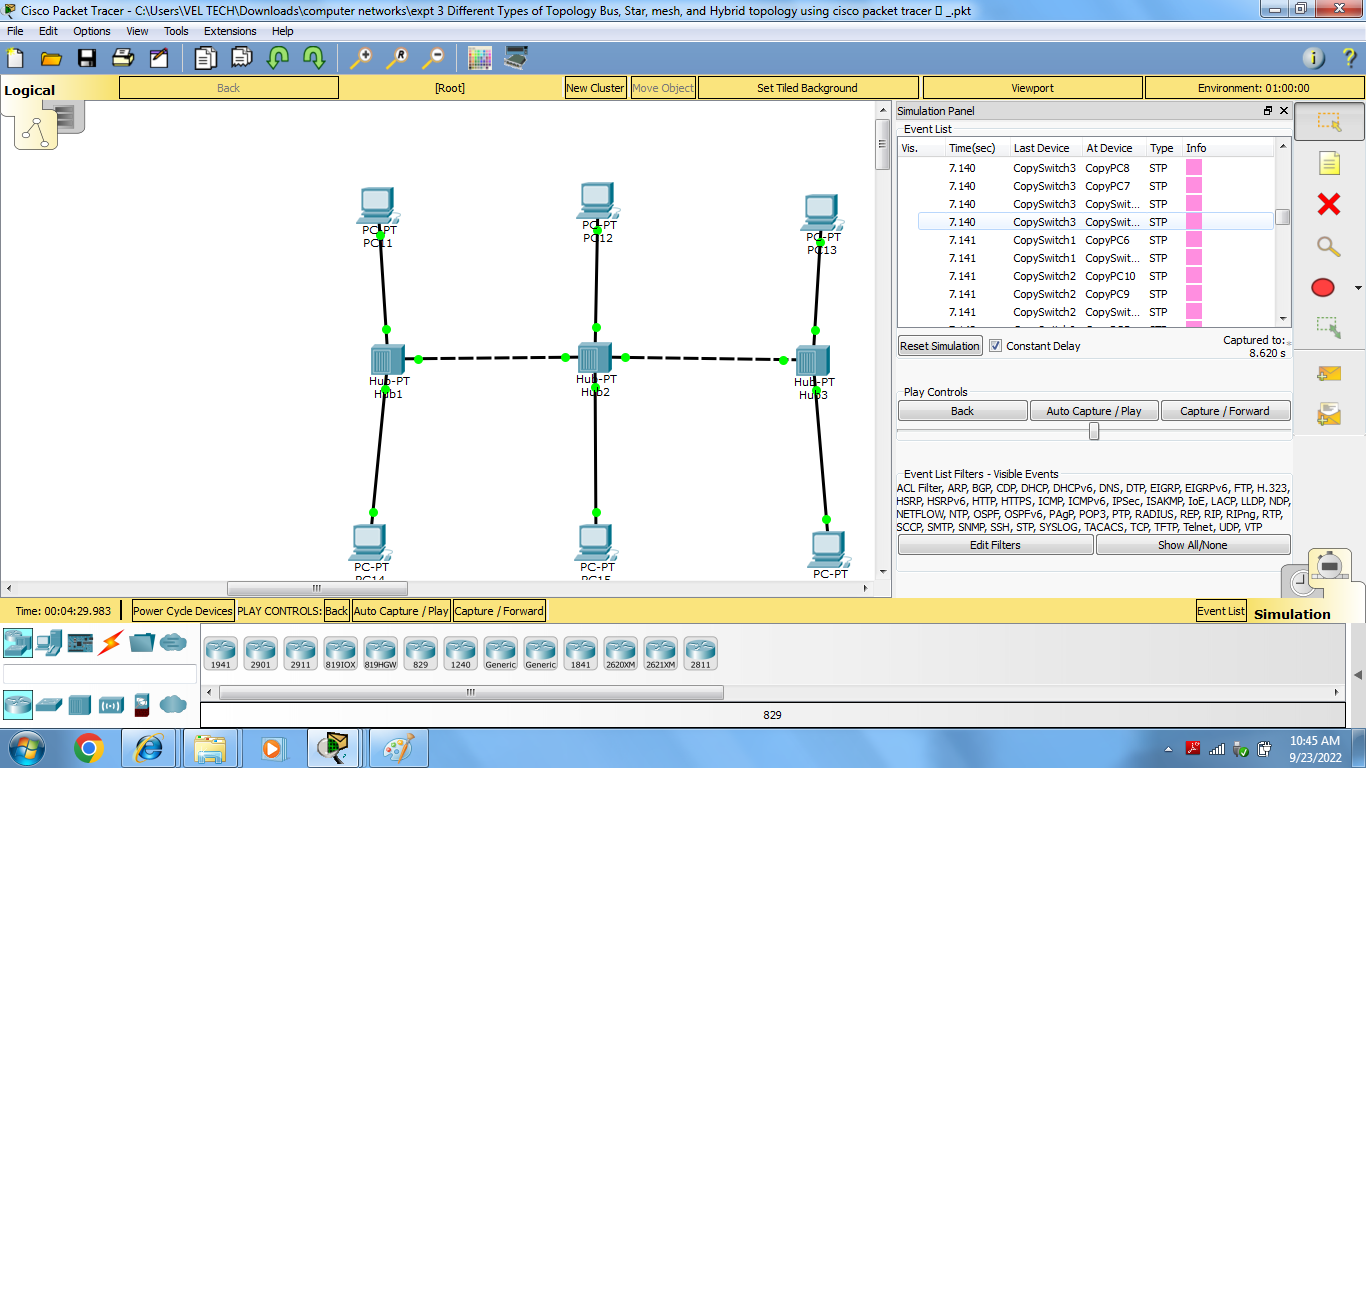 Cisco Packet Tracer - C:\Users\VEL TECH\Downloads\computer networks\expt 3 Different Types of Topology Bus, Star, mesh, and Hybrid topology using cisco packet tracer _.pkt
File Edit Options View Tools Extensions Help
Logical Back [Root] New Cluster Move Object Set Tiled Background Viewport Environment: 01:00:00
Simulation Panel
Event List
Vis. Time(sec) Last Device At Device Type Info
7.140 CopySwitch3 CopyPC8 STP
7.140 CopySwitch3 CopyPC7 STP
7.140 CopySwitch3 CopySwit... STP
7.140 CopySwitch3 CopySwit... STP
7.141 CopySwitch1 CopyPC6 STP
7.141 CopySwitch1 CopySwit... STP
7.141 CopySwitch2 CopyPC10 STP
7.141 CopySwitch2 CopyPC9 STP
7.141 CopySwitch2 CopySwit... STP
Reset Simulation Constant Delay Captured to:
8.620 s
Play Controls
Back Auto Capture / Play Capture / Forward
Event List Filters - Visible Events
ACL Filter, ARP, BGP, CDP, DHCP, DHCPv6, DNS, DTP, EIGRP, EIGRPv6, FTP, H.323,
HSRP, HSRPv6, HTTP, HTTPS, ICMP, ICMPv6, IPSec, ISAKMP, IoE, LACP, LLDP, NDP,
NETFLOW, NTP, OSPF, OSPFv6, PAgP, POP3, PTP, RADIUS, REP, RIP, RIPng, RTP,
SCCP, SMTP, SNMP, SSH, STP, SYSLOG, TACACS, TCP, TFTP, Telnet, UDP, VTP
Edit Filters Show All/None
PC-PT
PC11
PC-PT
PC12
PC-PT
PC13
Hub-PT
Hub1
Hub-PT
Hub2
Hub-PT
Hub3
PC-PT
PC14
PC-PT
PC15
PC-PT
Time: 00:04:29.983 Power Cycle Devices PLAY CONTROLS: Back Auto Capture / Play Capture / Forward Event List Simulation
1941 2901 2911 819IOX 819HGW 829 1240 Generic Generic 1841 2620XM 2621XM 2811
829
10:45 AM
9/23/2022